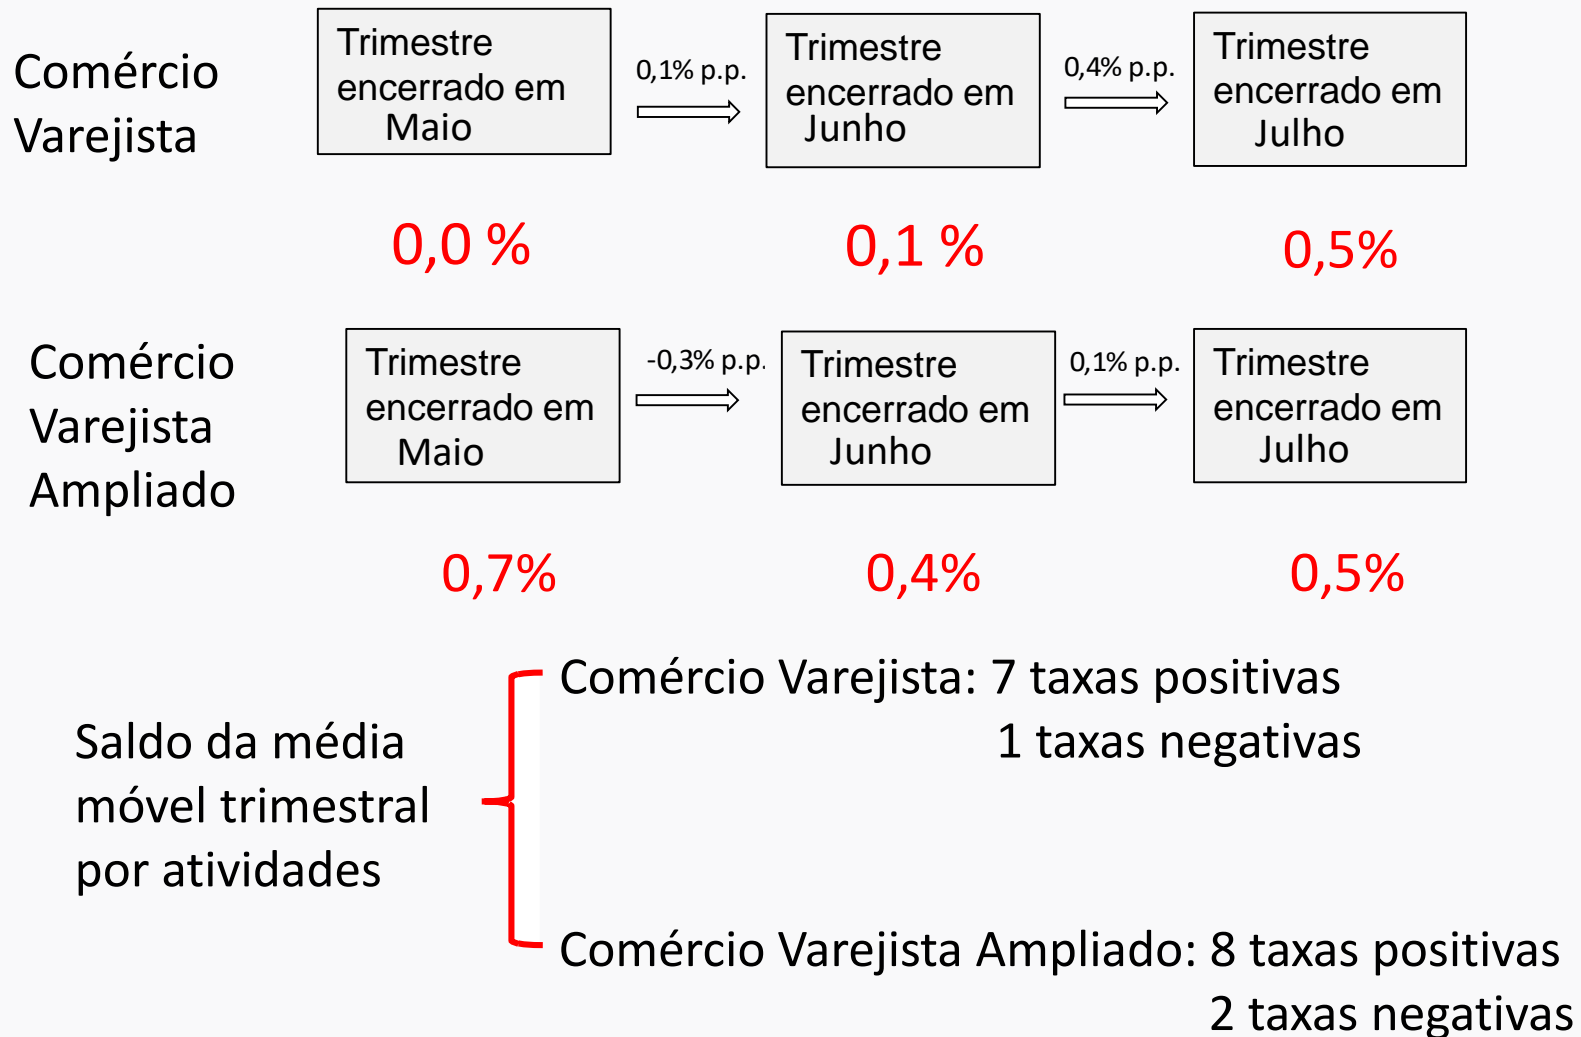 Comércio
Varejista
Trimestre
encerrado em
Maio
0,1% p.p.
Trimestre
encerrado em
Junho
0,4% p.p.
Trimestre
encerrado em
Julho
0,0 %
0,1 %
0,5%
Comércio
Varejista
Ampliado
Trimestre
encerrado em
Maio
-0,3% p.p.
Trimestre
encerrado em
Junho
0,1% p.p.
Trimestre
encerrado em
Julho
0,7%
0,4%
0,5%
Saldo da média
móvel trimestral
por atividades
Comércio Varejista: 7 taxas positivas
1 taxas negativas
Comércio Varejista Ampliado: 8 taxas positivas
2 taxas negativas